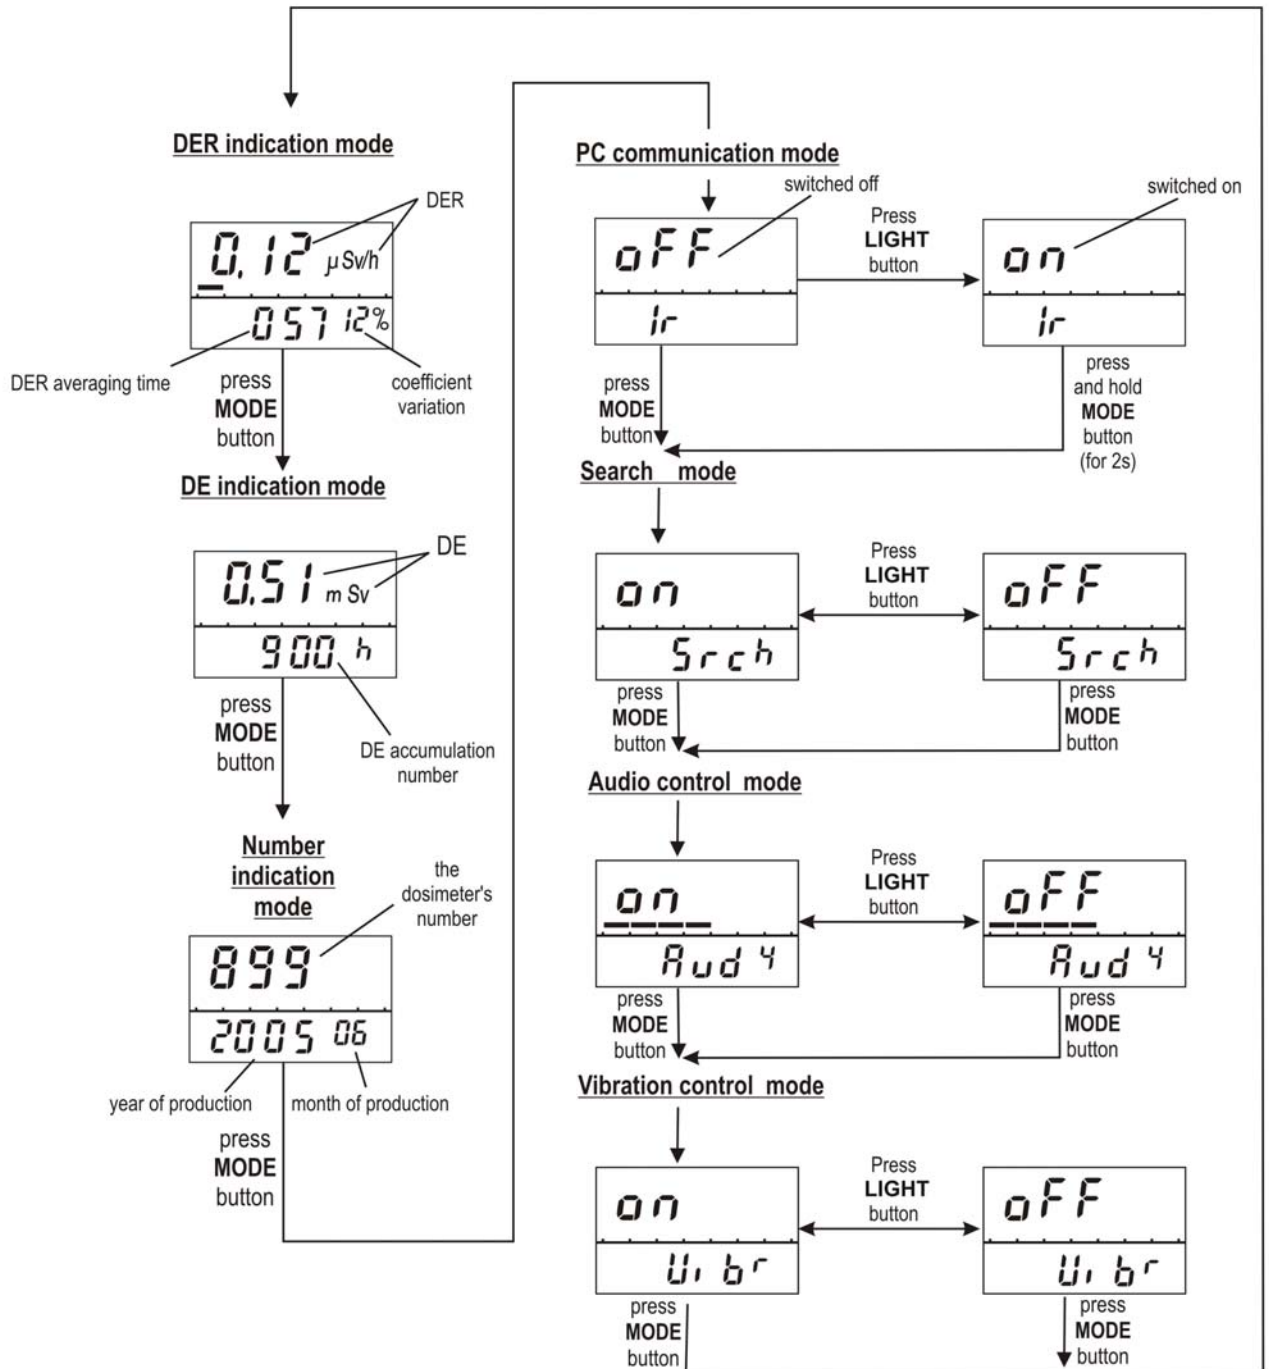 DER indication mode
DER
0.12 μSv/h
057 12%
DER averaging time
coefficient
variation
press
MODE
button
DE indication mode
DE
0.51 m Sv
900 h
press
MODE
button
DE accumulation
number
Number
indication
mode
the
dosimeter's
number
899
2005 06
year of production
month of production
press
MODE
button
PC communication mode
switched off
oFF
Ir
Press
LIGHT
button
switched on
on
Ir
press
MODE
button
press
and hold
MODE
button
(for 2s)
Search mode
on
Srch
Press
LIGHT
button
oFF
Srch
press
MODE
button
press
MODE
button
Audio control mode
on
Aud 4
Press
LIGHT
button
oFF
Aud 4
press
MODE
button
press
MODE
button
Vibration control mode
on
Uibr
Press
LIGHT
button
oFF
Uibr
press
MODE
button
press
MODE
button